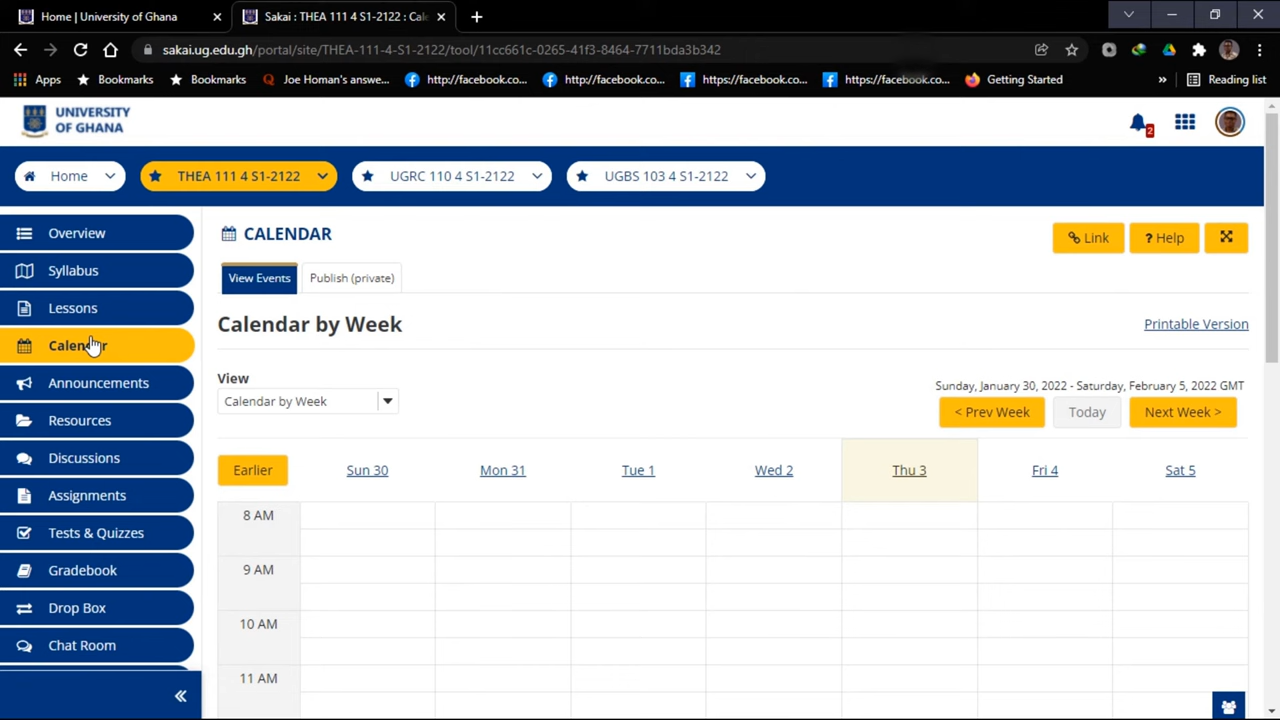 Home | University of Ghana
Sakai : THEA 111 4 S1-2122 : Cale
sakai.ug.edu.gh/portal/site/THEA-111-4-S1-2122/tool/11cc661c-0265-41f3-8464-7711bda3b342
Apps Bookmarks Bookmarks Joe Homan's answe... http://facebook.co... http://facebook.co... https://facebook.co... https://facebook.co... Getting Started » Reading list
UNIVERSITY
OF GHANA
2
Home THEA 111 4 S1-2122 UGRC 110 4 S1-2122 UGBS 103 4 S1-2122
Overview
Syllabus
Lessons
Calendar
Announcements
Resources
Discussions
Assignments
Tests & Quizzes
Gradebook
Drop Box
Chat Room
CALENDAR
Link ? Help
View Events Publish (private)
Calendar by Week
Printable Version
View
Calendar by Week
Sunday, January 30, 2022 - Saturday, February 5, 2022 GMT
< Prev Week Today Next Week >
Earlier Sun 30 Mon 31 Tue 1 Wed 2 Thu 3 Fri 4 Sat 5
8 AM
9 AM
10 AM
11 AM